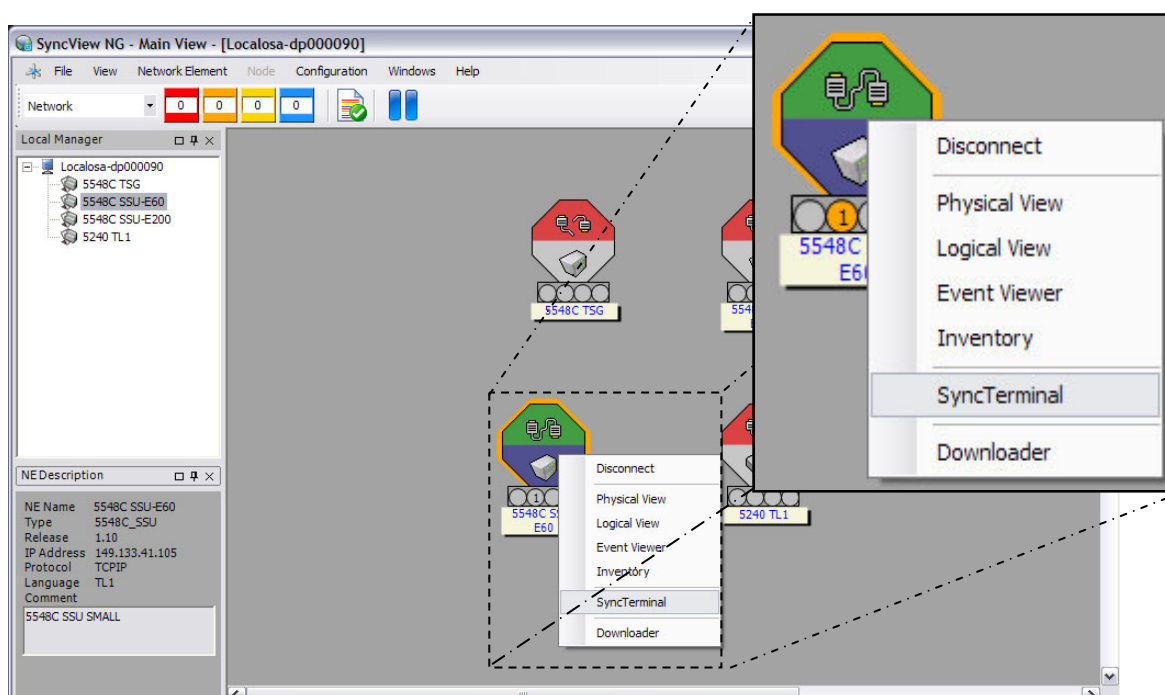 SyncView NG - Main View - [Localosa-dp000090]
File View Network Element Node Configuration Windows Help
Network 0 0 0 0
Local Manager
Localosa-dp000090
5548C TSG
5548C SSU-E60
5548C SSU-E200
5240 TL1
NE Description
NE Name 5548C SSU-E60
Type 5548C_SSU
Release 1.10
IP Address 149.133.41.105
Protocol TCPIP
Language TL1
Comment
5548C SSU SMALL
5548C TSG
554
1
5548C S
E60
Disconnect
Physical View
Logical View
Event Viewer
Inventory
SyncTerminal
Downloader
5240 TL1
1
5548C
E6
Disconnect
Physical View
Logical View
Event Viewer
Inventory
SyncTerminal
Downloader